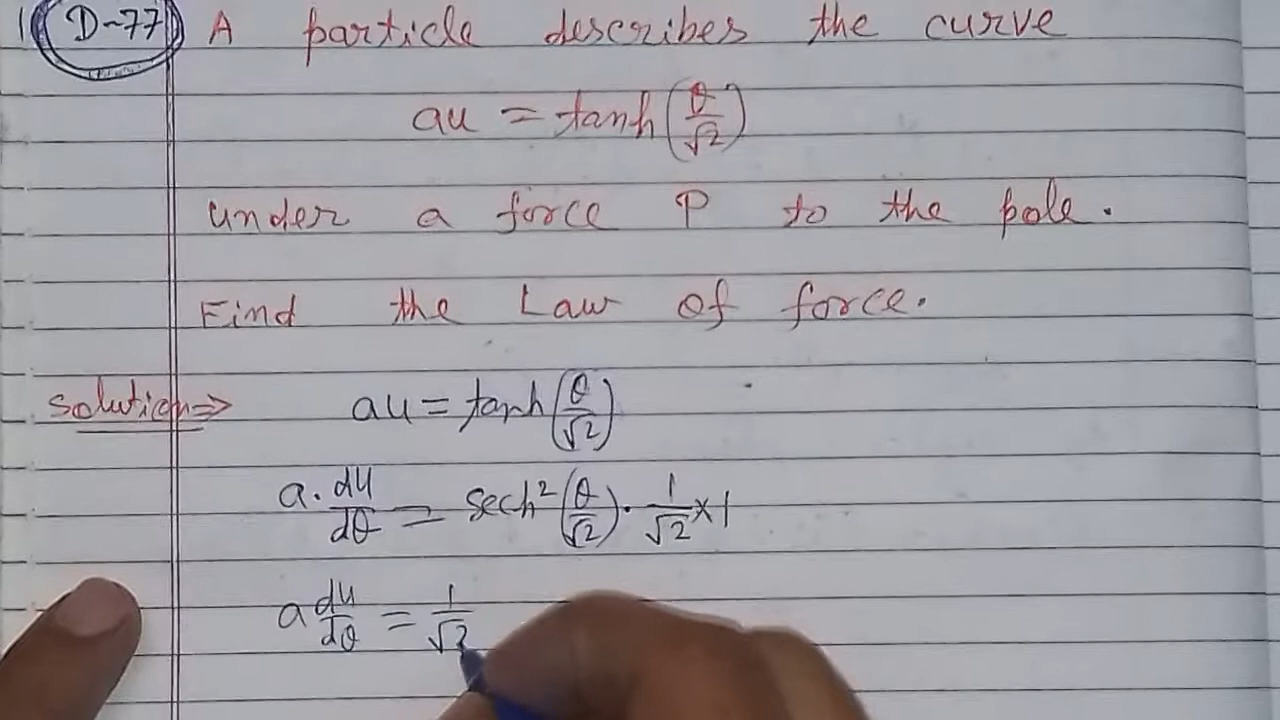 D-77 A particle describes the curve
au = tanh(θ/√2)
under a force P to the pole.
Find the Law of force.
Solution⇒ au = tanh(θ/√2)
a. du/dθ = sech²(θ/√2) · 1/√2 × 1
a du/dθ = 1/√2